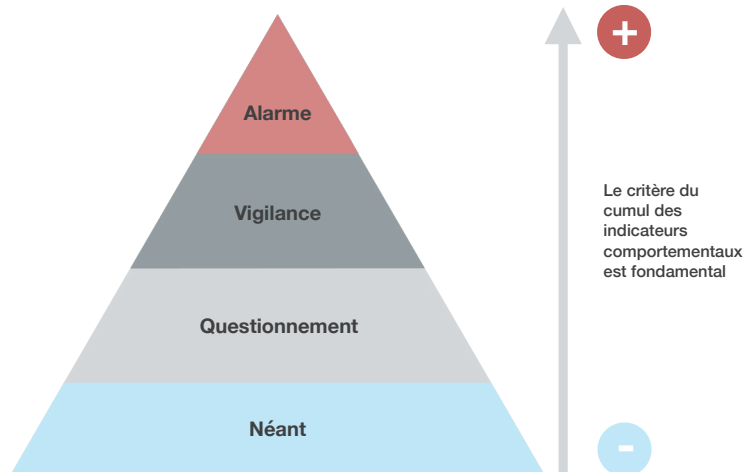 +
Alarme
Vigilance
Le critère du
cumul des
indicateurs
comportementaux
est fondamental
Questionnement
Néant
-